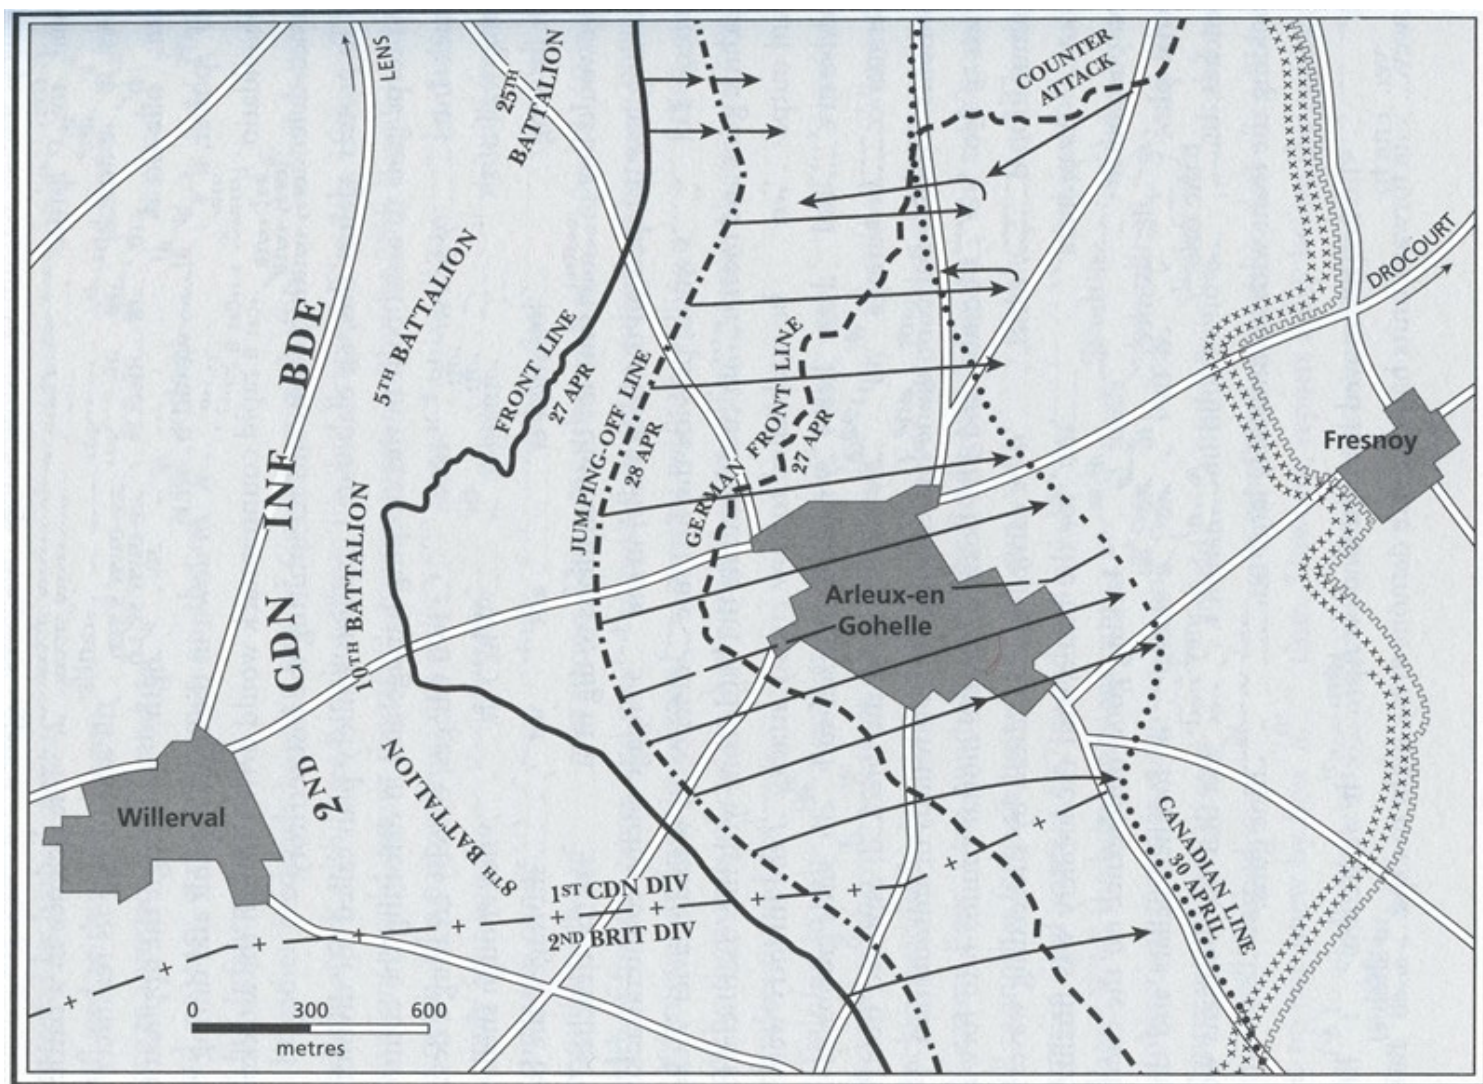 LENS
25TH
BATTALION
COUNTER
ATTACK
DROCOURT
5TH BATTALION
FRONT LINE
27 APR
JUMPING-OFF LINE
28 APR
GERMAN FRONT LINE
27 APR
Fresnoy
2ND CDN INF BDE
10TH BATTALION
Arleux-en
Gohelle
Willerval
8TH BATTALION
1ST CDN DIV
2ND BRIT DIV
CANADIAN LINE
30 APRIL
0 300 600
metres